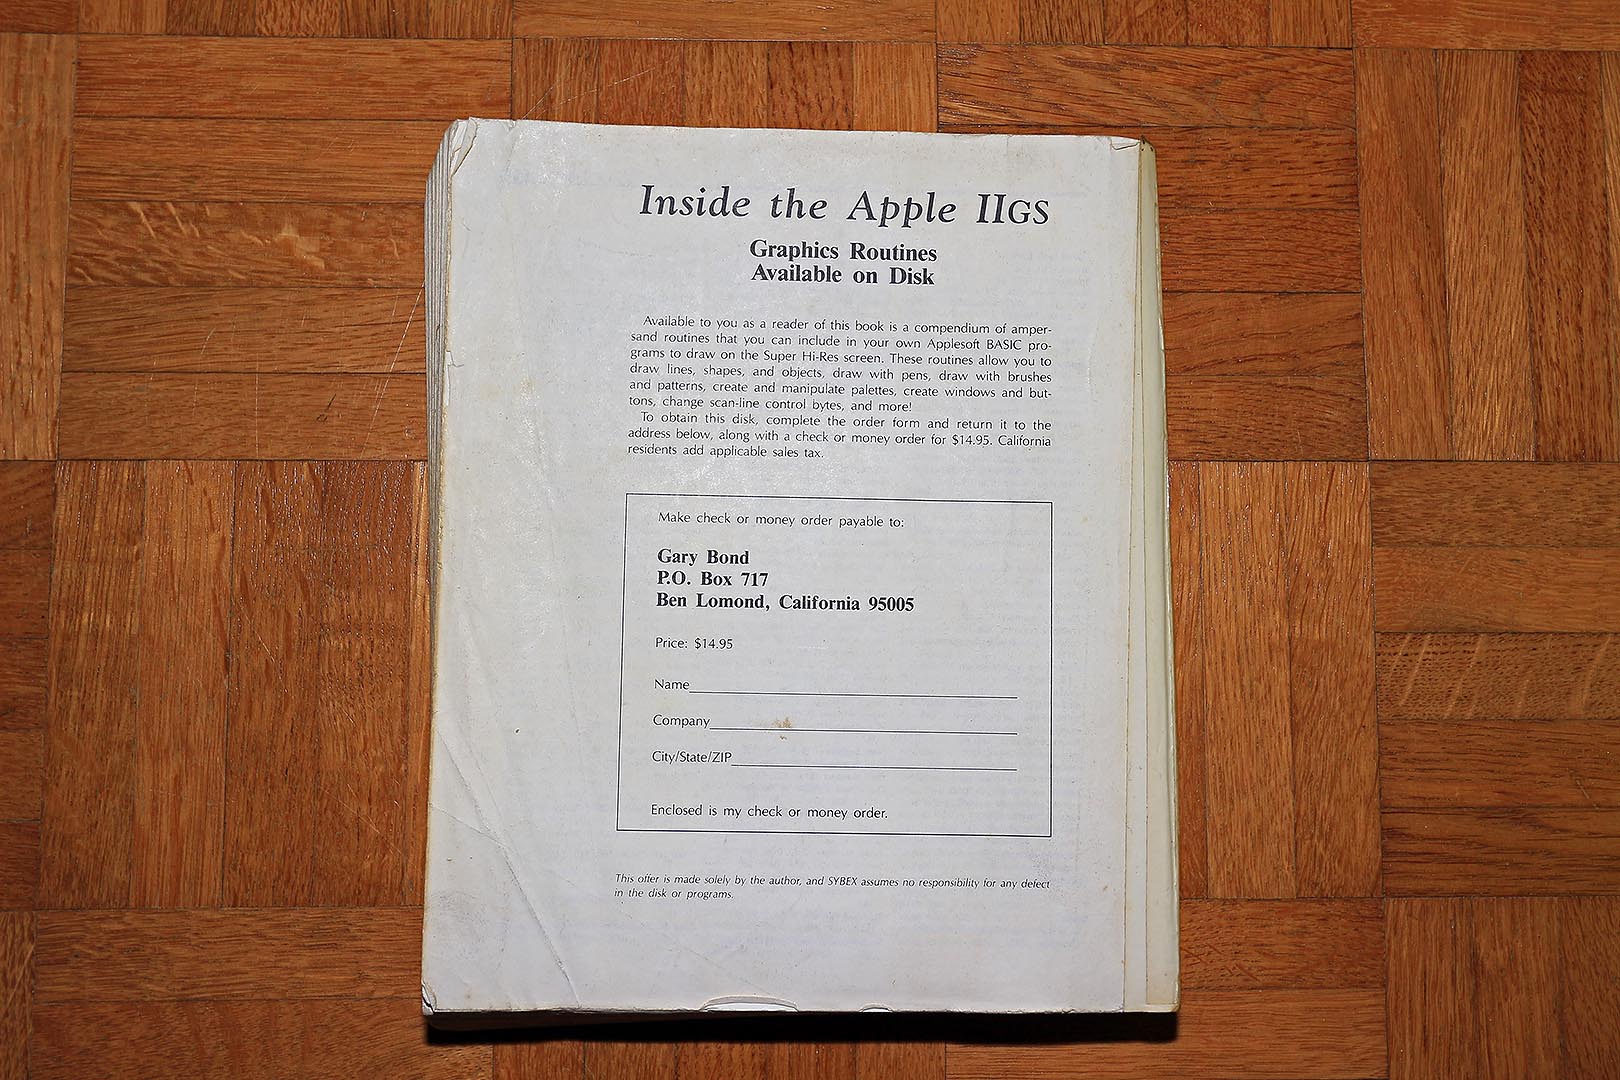 Inside the Apple IIGS
Graphics Routines
Available on Disk
Available to you as a reader of this book is a compendium of amper-
sand routines that you can include in your own Applesoft BASIC pro-
grams to draw on the Super Hi-Res screen. These routines allow you to
draw lines, shapes, and objects, draw with pens, draw with brushes
and patterns, create and manipulate palettes, create windows and but-
tons, change scan-line control bytes, and more!
To obtain this disk, complete the order form and return it to the
address below, along with a check or money order for $14.95. California
residents add applicable sales tax.
Make check or money order payable to:
Gary Bond
P.O. Box 717
Ben Lomond, California 95005
Price: $14.95
Name
Company
City/State/ZIP
Enclosed is my check or money order.
This offer is made solely by the author, and SYBEX assumes no responsibility for any defect
in the disk or programs.